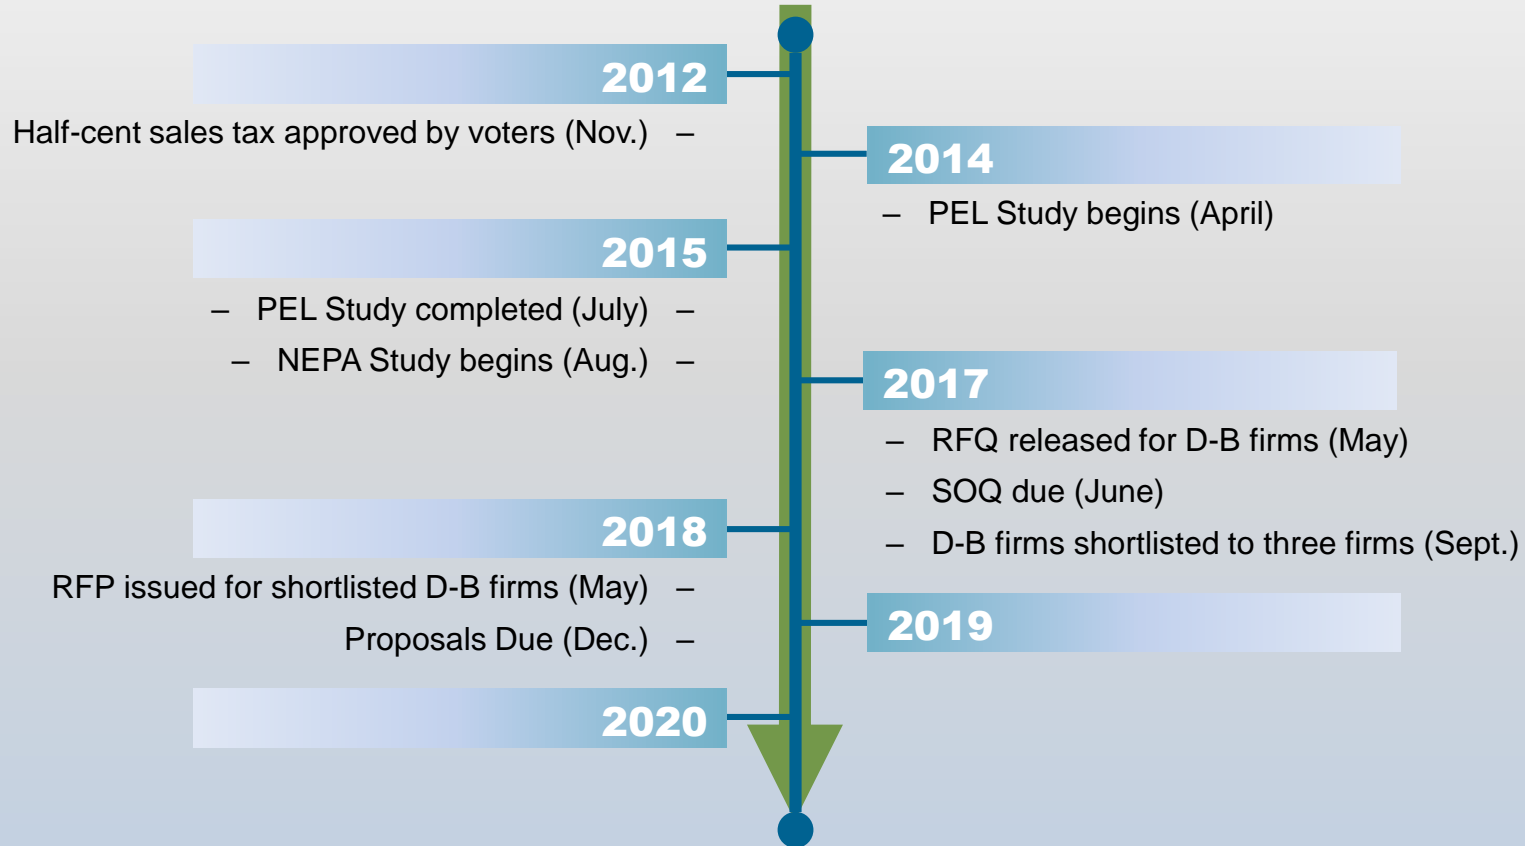 2012
Half-cent sales tax approved by voters (Nov.) –
2014
– PEL Study begins (April)
2015
– PEL Study completed (July) –
– NEPA Study begins (Aug.) –
2017
– RFQ released for D-B firms (May)
– SOQ due (June)
– D-B firms shortlisted to three firms (Sept.)
2018
RFP issued for shortlisted D-B firms (May) –
Proposals Due (Dec.) –
2019
2020